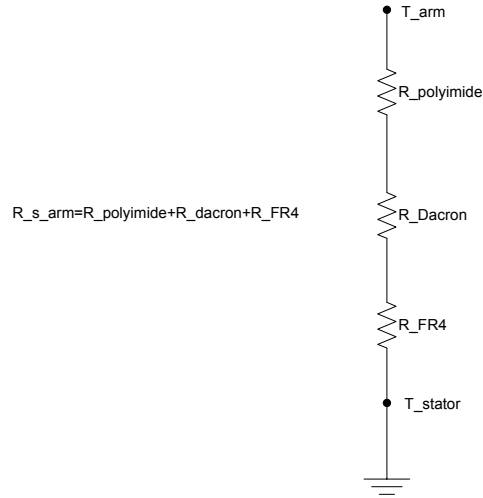 T_arm
R_polyimide
R_s_arm=R_polyimide+R_dacron+R_FR4
R_Dacron
R_FR4
T_stator